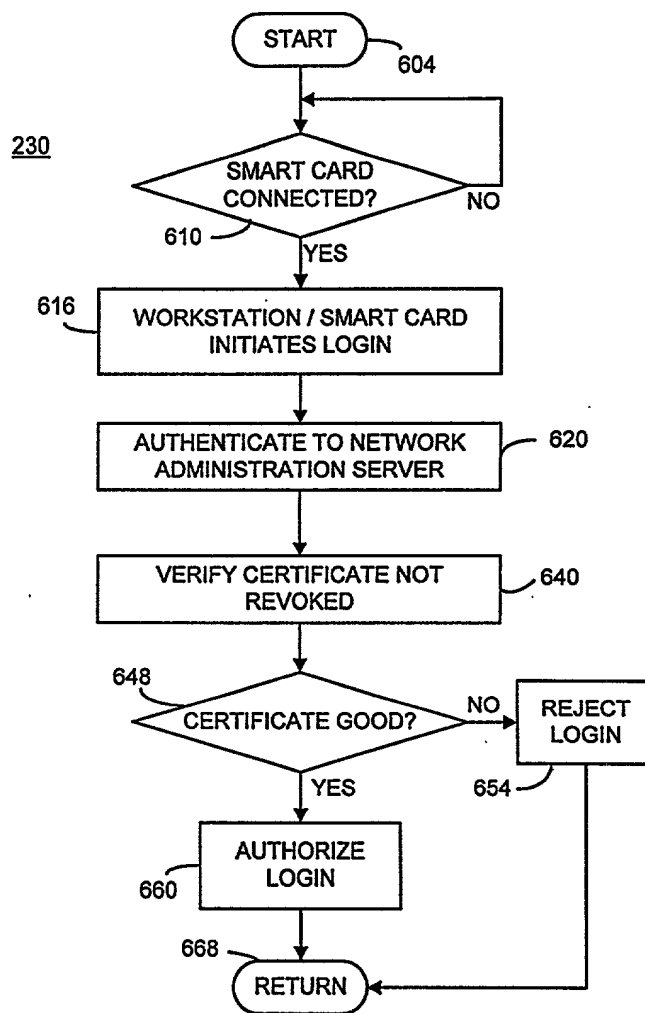 START
604
230
SMART CARD
CONNECTED?
NO
610
YES
616
WORKSTATION / SMART CARD
INITIATES LOGIN
AUTHENTICATE TO NETWORK
ADMINISTRATION SERVER
620
VERIFY CERTIFICATE NOT
REVOKED
640
648
CERTIFICATE GOOD?
NO
REJECT
LOGIN
654
YES
AUTHORIZE
LOGIN
660
668
RETURN